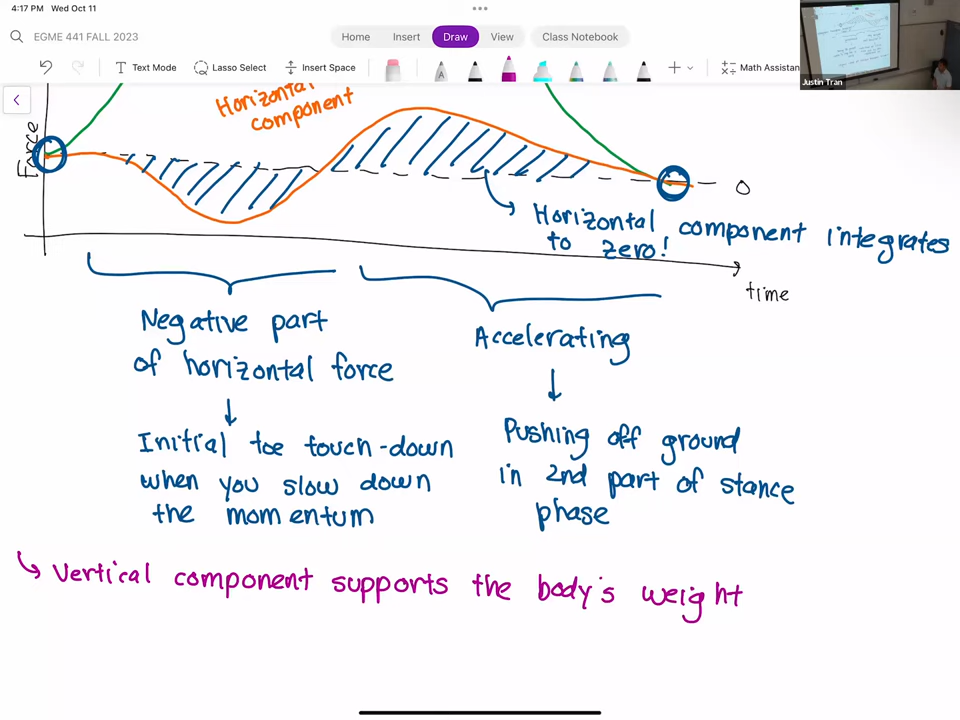 4:17 PM Wed Oct 11
EGME 441 FALL 2023
Home Insert Draw View Class Notebook
Text Mode Lasso Select Insert Space Math Assistan
Justin Tran
Horizontal
component
Force
0
Horizontal component integrates
to zero!
time
Negative part
of horizontal force
Accelerating
Initial toe touch-down
when you slow down
the momentum
Pushing off ground
in 2nd part of stance
phase
Vertical component supports the body's weight